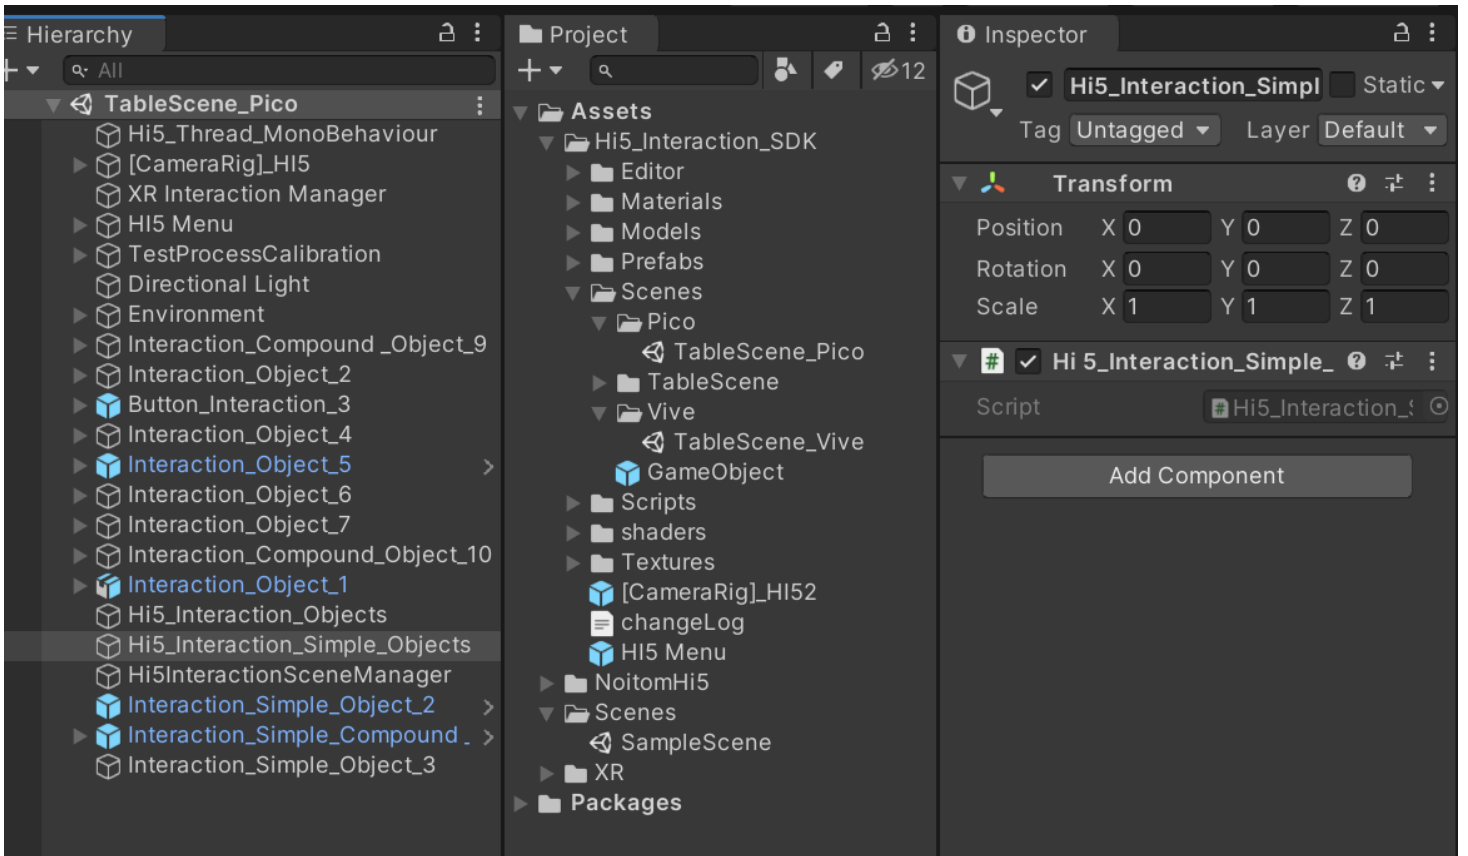 Hierarchy
All
TableScene_Pico
Hi5_Thread_MonoBehaviour
[CameraRig]_HI5
XR Interaction Manager
HI5 Menu
TestProcessCalibration
Directional Light
Environment
Interaction_Compound _Object_9
Interaction_Object_2
Button_Interaction_3
Interaction_Object_4
Interaction_Object_5
Interaction_Object_6
Interaction_Object_7
Interaction_Compound_Object_10
Interaction_Object_1
Hi5_Interaction_Objects
Hi5_Interaction_Simple_Objects
Hi5InteractionSceneManager
Interaction_Simple_Object_2
Interaction_Simple_Compound_
Interaction_Simple_Object_3
Project
12
Assets
Hi5_Interaction_SDK
Editor
Materials
Models
Prefabs
Scenes
Pico
TableScene_Pico
TableScene
Vive
TableScene_Vive
GameObject
Scripts
shaders
Textures
[CameraRig]_HI52
changeLog
HI5 Menu
NoitomHi5
Scenes
SampleScene
XR
Packages
Inspector
Hi5_Interaction_Simpl Static
Tag Untagged Layer Default
Transform
Position X 0 Y 0 Z 0
Rotation X 0 Y 0 Z 0
Scale X 1 Y 1 Z 1
# Hi 5_Interaction_Simple_
Script #Hi5_Interaction_
Add Component